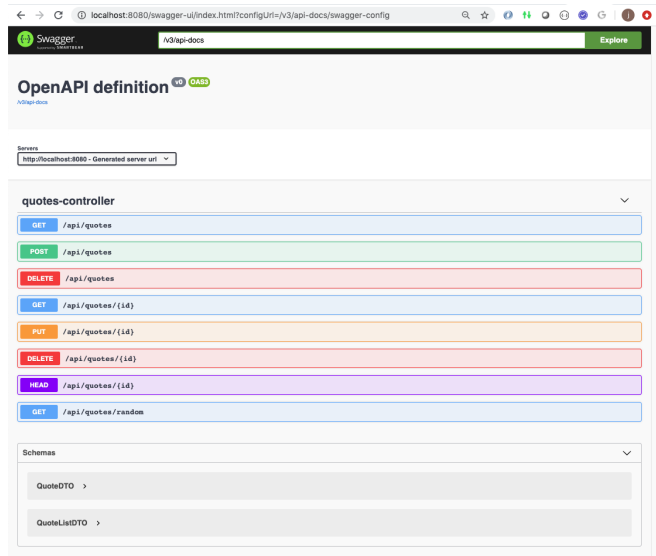 localhost:8080/swagger-ui/index.html?configUrl=/v3/api-docs/swagger-config
Swagger
Supported by SMARTBEAR
/v3/api-docs
Explore
OpenAPI definition v0 OAS3
/v3/api-docs
Servers
http://localhost:8080 - Generated server url
quotes-controller
GET /api/quotes
POST /api/quotes
DELETE /api/quotes
GET /api/quotes/{id}
PUT /api/quotes/{id}
DELETE /api/quotes/{id}
HEAD /api/quotes/{id}
GET /api/quotes/random
Schemas
QuoteDTO >
QuoteListDTO >